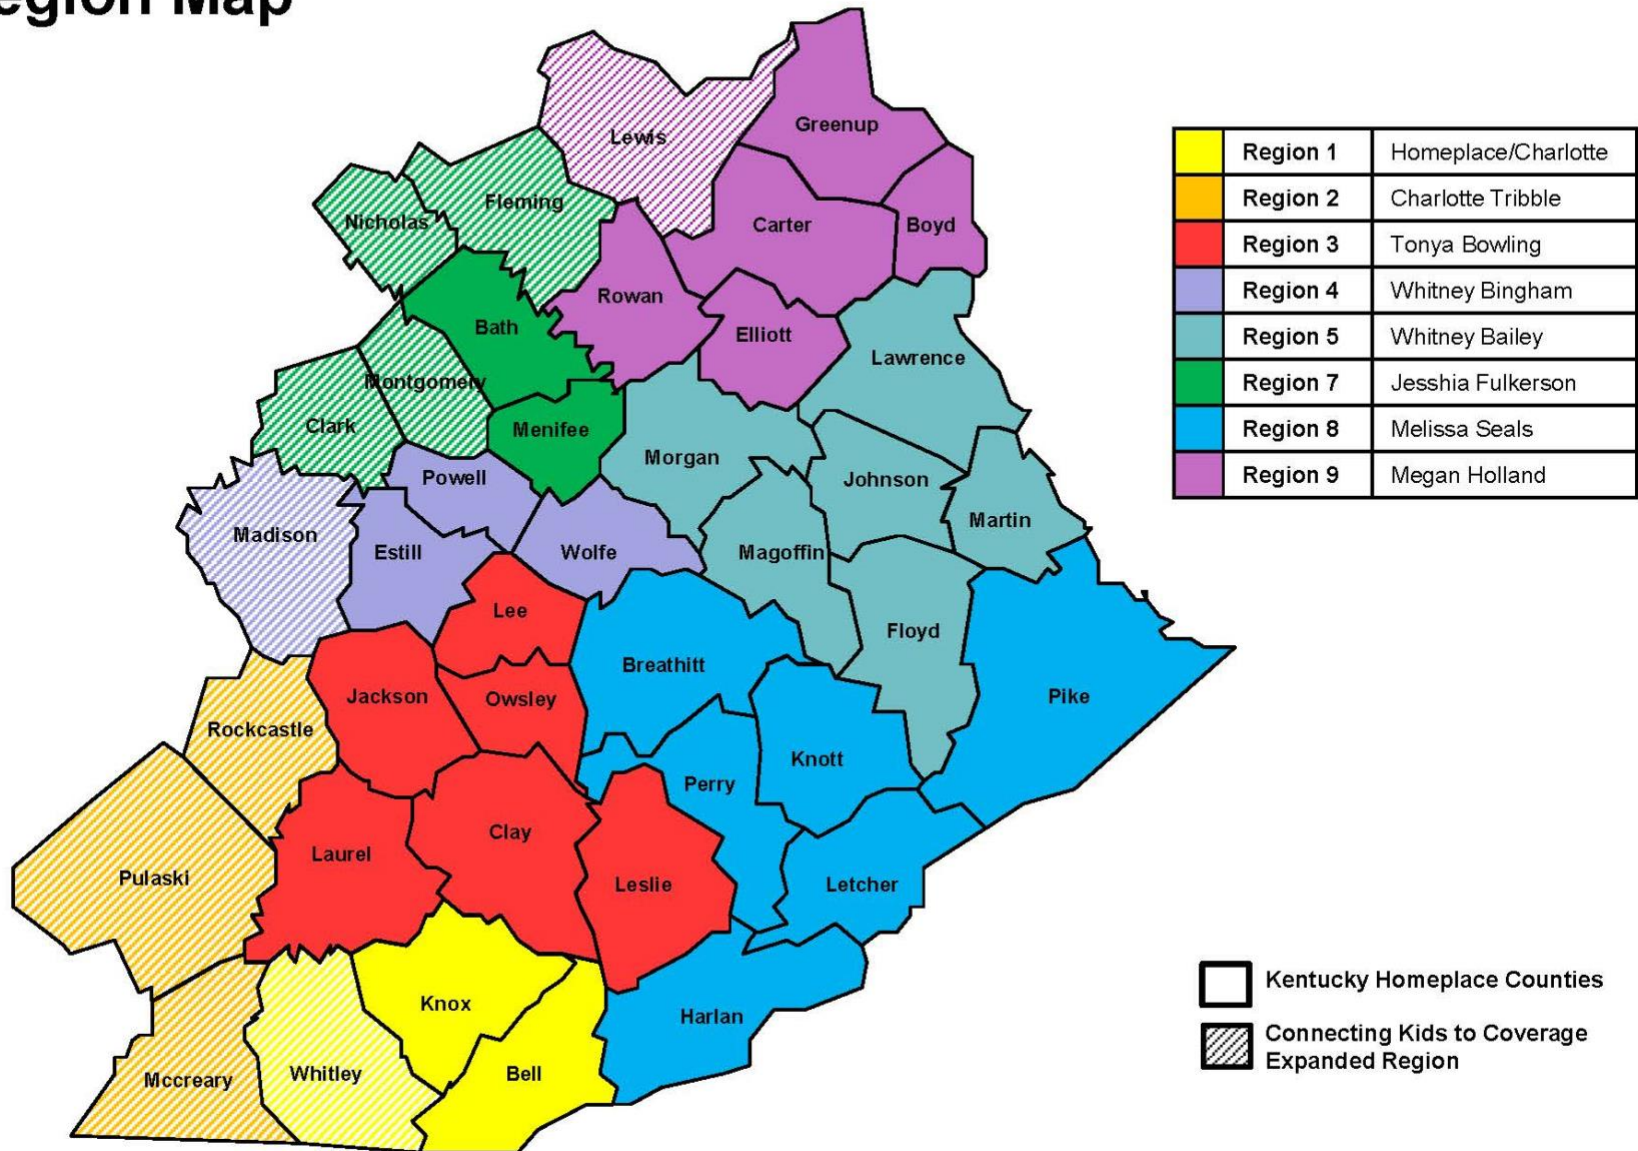 egion Map
Lewis
Greenup
Fleming
Nicholas
Carter
Boyd
Rowan
Bath
Elliott
Lawrence
Montgomery
Clark
Menifee
Morgan
Powell
Johnson
Martin
Madison
Estill
Wolfe
Magoffin
Lee
Floyd
Breathitt
Jackson
Owsley
Pike
Rockcastle
Knott
Perry
Clay
Laurel
Pulaski
Leslie
Letcher
Knox
Harlan
Whitley
Bell
Mccreary
Region 1 Homeplace/Charlotte
Region 2 Charlotte Tribble
Region 3 Tonya Bowling
Region 4 Whitney Bingham
Region 5 Whitney Bailey
Region 7 Jesshia Fulkerson
Region 8 Melissa Seals
Region 9 Megan Holland
Kentucky Homeplace Counties
Connecting Kids to Coverage
Expanded Region